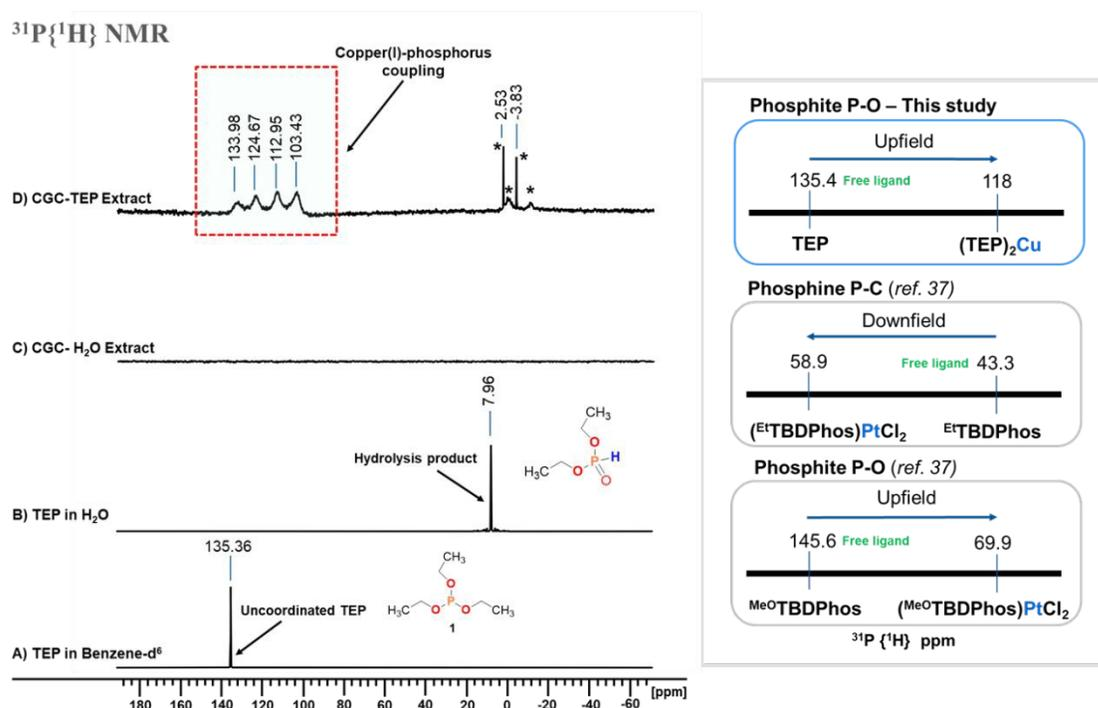 ³¹P{¹H} NMR
Copper(I)-phosphorus
coupling
133.98
124.67
112.95
103.43
2.53
-3.83
*
*
*
*
D) CGC-TEP Extract
C) CGC- H₂O Extract
7.96
Hydrolysis product
CH₃
O
P
H
H₃C
O
O
B) TEP in H₂O
135.36
CH₃
O
P
H₃C
O
O
CH₃
1
Uncoordinated TEP
A) TEP in Benzene-d⁶
[ppm]
180 160 140 120 100 80 60 40 20 0 -20 -40 -60
Phosphite P-O – This study
Upfield
135.4 Free ligand 118
TEP (TEP)₂Cu
Phosphine P-C (ref. 37)
Downfield
58.9 Free ligand 43.3
(ᴱᵗTBDPhos)PtCl₂ ᴱᵗTBDPhos
Phosphite P-O (ref. 37)
Upfield
145.6 Free ligand 69.9
ᴹᵉᴼTBDPhos (ᴹᵉᴼTBDPhos)PtCl₂
³¹P {¹H} ppm